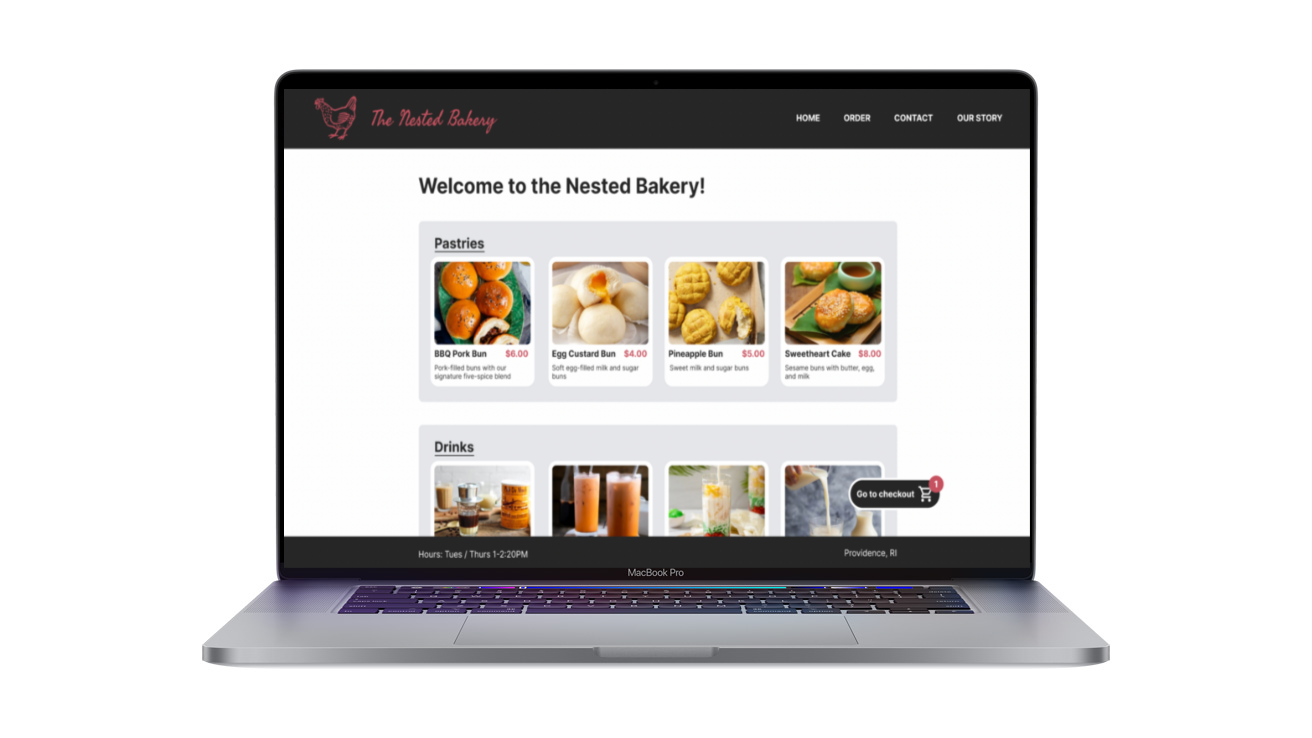 The Nested Bakery
HOME ORDER CONTACT OUR STORY
Welcome to the Nested Bakery!
Pastries
BBQ Pork Bun $6.00
Pork-filled buns with our
signature five-spice blend
Egg Custard Bun $4.00
Soft egg-filled milk and sugar
buns
Pineapple Bun $5.00
Sweet milk and sugar buns
Sweetheart Cake $8.00
Sesame buns with butter, egg,
and milk
Drinks
Go to checkout 1
Hours: Tues / Thurs 1-2:20PM
Providence, RI
MacBook Pro